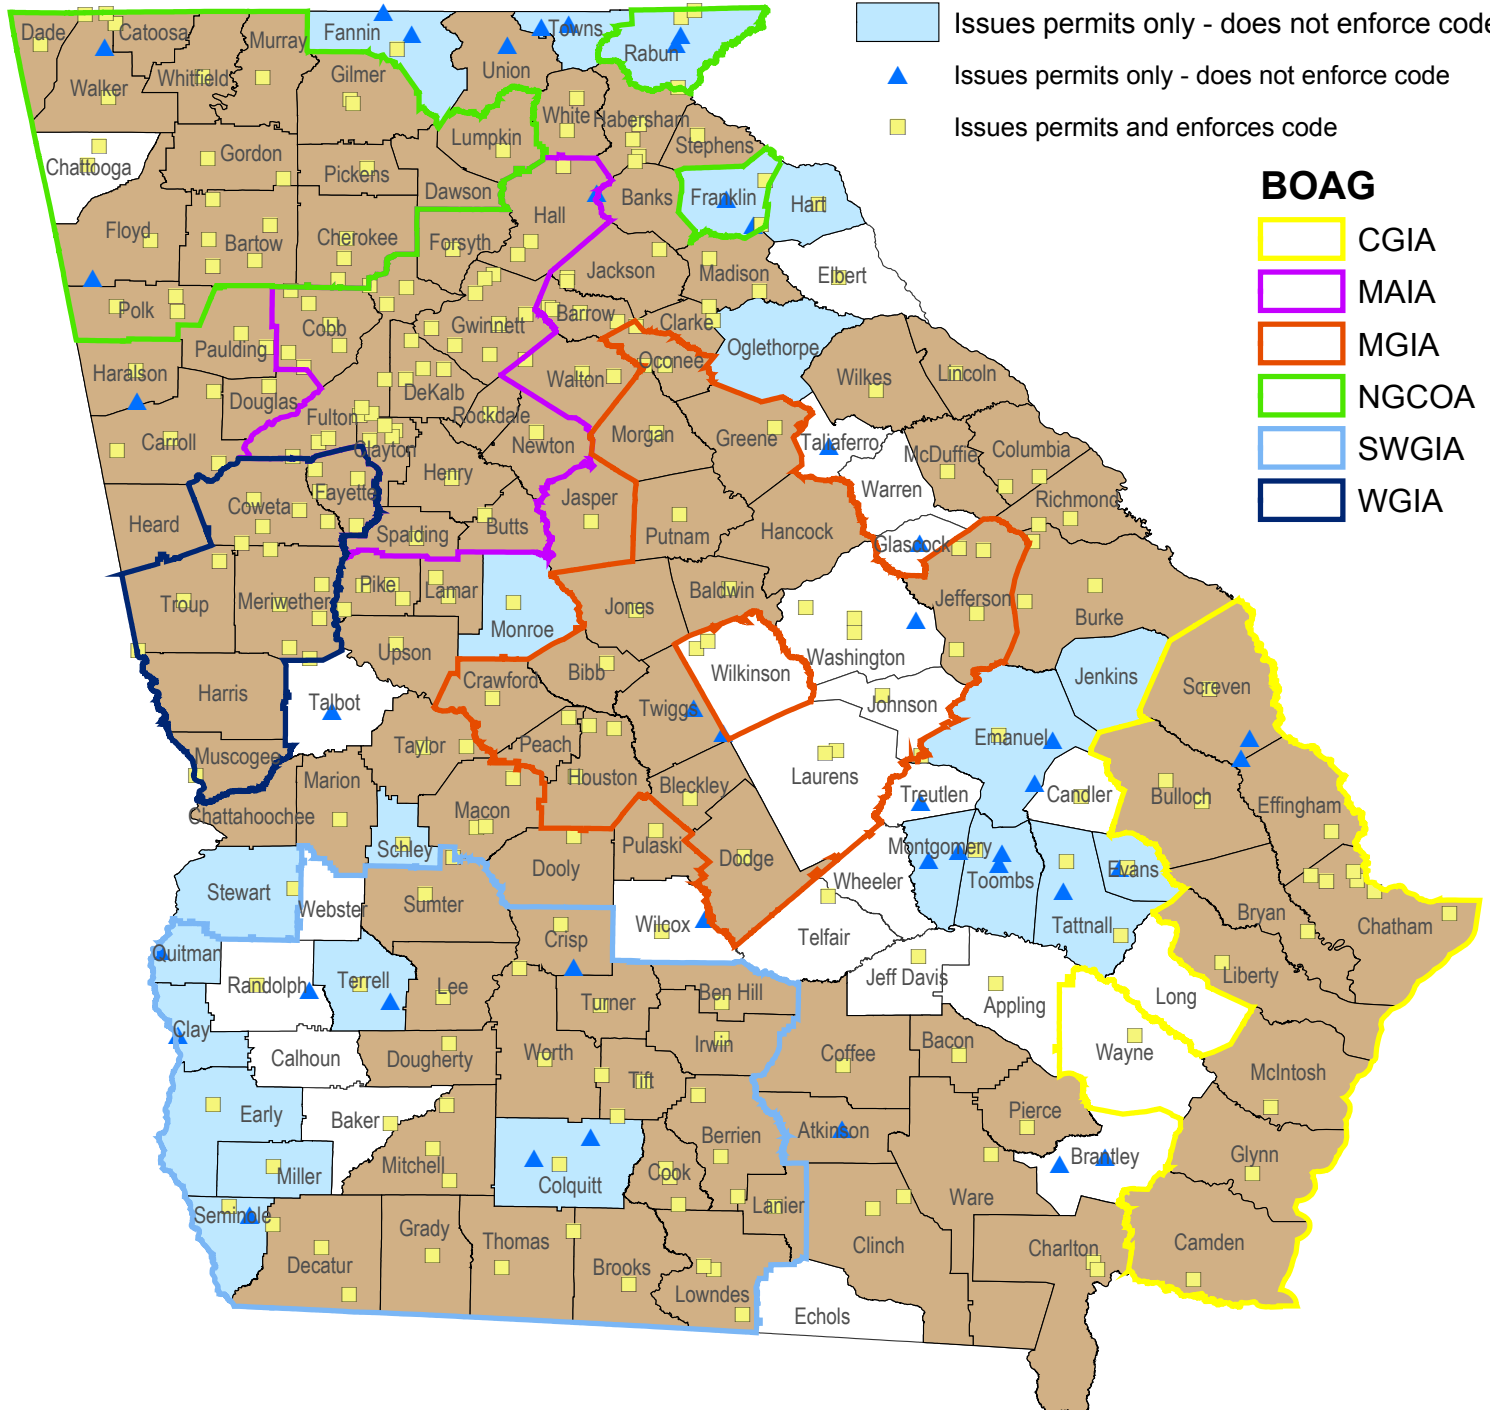 Issues permits only - does not enforce code
Issues permits only - does not enforce code
Issues permits and enforces code
BOAG
CGIA
MAIA
MGIA
NGCOA
SWGIA
WGIA
Dade
Catoosa
Murray
Fannin
Towns
Rabun
Walker
Whitfield
Gilmer
Union
White
Habersham
Stephens
Chattooga
Gordon
Pickens
Lumpkin
Dawson
Banks
Franklin
Hart
Floyd
Bartow
Cherokee
Forsyth
Hall
Jackson
Madison
Elbert
Polk
Cobb
Gwinnett
Barrow
Clarke
Oglethorpe
Haralson
Paulding
Douglas
Fulton
DeKalb
Rockdale
Walton
Oconee
Wilkes
Lincoln
Carroll
Clayton
Henry
Newton
Morgan
Greene
Taliaferro
McDuffie
Columbia
Heard
Coweta
Fayette
Spalding
Butts
Jasper
Putnam
Hancock
Warren
Richmond
Glascock
Troup
Meriwether
Pike
Lamar
Monroe
Jones
Baldwin
Jefferson
Burke
Upson
Washington
Harris
Talbot
Crawford
Bibb
Twiggs
Wilkinson
Johnson
Jenkins
Screven
Muscogee
Taylor
Peach
Houston
Bleckley
Laurens
Emanuel
Treutlen
Candler
Bulloch
Effingham
Chattahoochee
Marion
Macon
Schley
Dooly
Pulaski
Dodge
Wheeler
Montgomery
Toombs
Evans
Tattnall
Stewart
Webster
Sumter
Crisp
Wilcox
Telfair
Jeff Davis
Appling
Long
Bryan
Liberty
Chatham
Quitman
Randolph
Terrell
Lee
Turner
Ben Hill
Clay
Calhoun
Dougherty
Worth
Tift
Irwin
Coffee
Bacon
Wayne
McIntosh
Early
Baker
Mitchell
Miller
Colquitt
Cook
Berrien
Atkinson
Pierce
Brantley
Glynn
Seminole
Decatur
Grady
Thomas
Brooks
Lowndes
Lanier
Clinch
Ware
Charlton
Camden
Echols